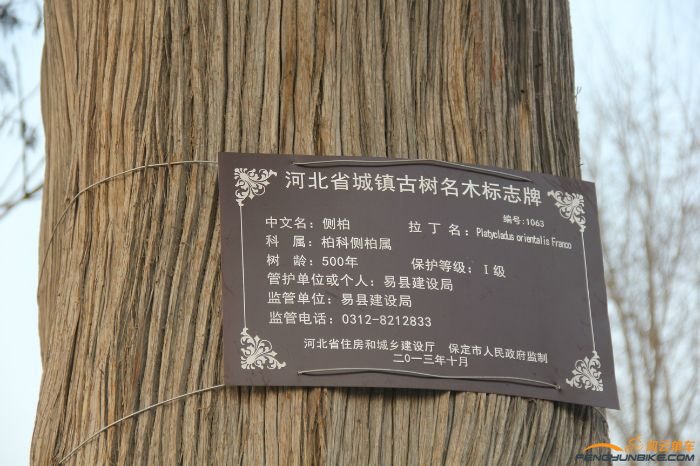 河北省城镇古树名木标志牌
编号:1063
中文名:侧柏 拉丁名:Platycladus orientalis Franco
科 属:柏科侧柏属
树 龄:500年 保护等级:Ⅰ级
管护单位或个人:易县建设局
监管单位:易县建设局
监管电话:0312-8212833
河北省住房和城乡建设厅 保定市人民政府监制
二〇一三年十月
FENGYUNBIKE.COM